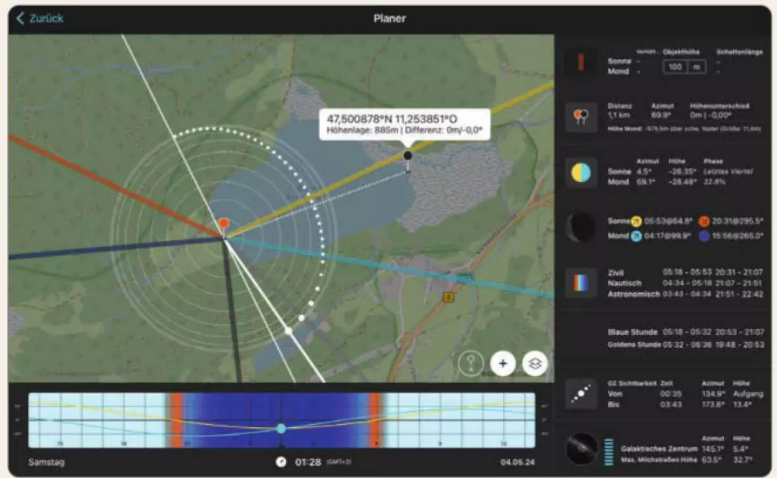 Zurück
Planer
47,500878°N 11,253851°O
Höhenlage: 885m | Differenz: 0m/-0,0°
Objekthöhe Schattenlänge
Sonne - -
Mond - 100 m -
Distanz Azimut Höhenunterschied
1,1 km 69.9° 0m | -0,00°
Höhe Mond:
Azimut Höhe Phase
Sonne 4.5° -26.35° Letztes Viertel
Mond 69.1° -28.48° 22.8%
Sonne 05:53@64.8° 20:31@295.5°
Mond 04:17@99.9° 15:56@265.0°
Zivil 05:18 - 05:53 20:31 - 21:07
Nautisch 04:34 - 05:18 21:07 - 21:51
Astronomisch 03:43 - 04:34 21:51 - 22:42
Blaue Stunde 05:18 - 05:32 20:53 - 21:07
Goldene Stunde 05:32 - 06:36 19:48 - 20:53
GZ Sichtbarkeit Zeit Azimut Höhe
Von 00:35 134.9° Aufgang
Bis 03:43 173.8° 13.4°
Azimut Höhe
Galaktisches Zentrum 145.1° 5.4°
Max. Milchstraßen Höhe 63.5° 32.7°
Samstag
01:28 (GMT+2)
04.05.24